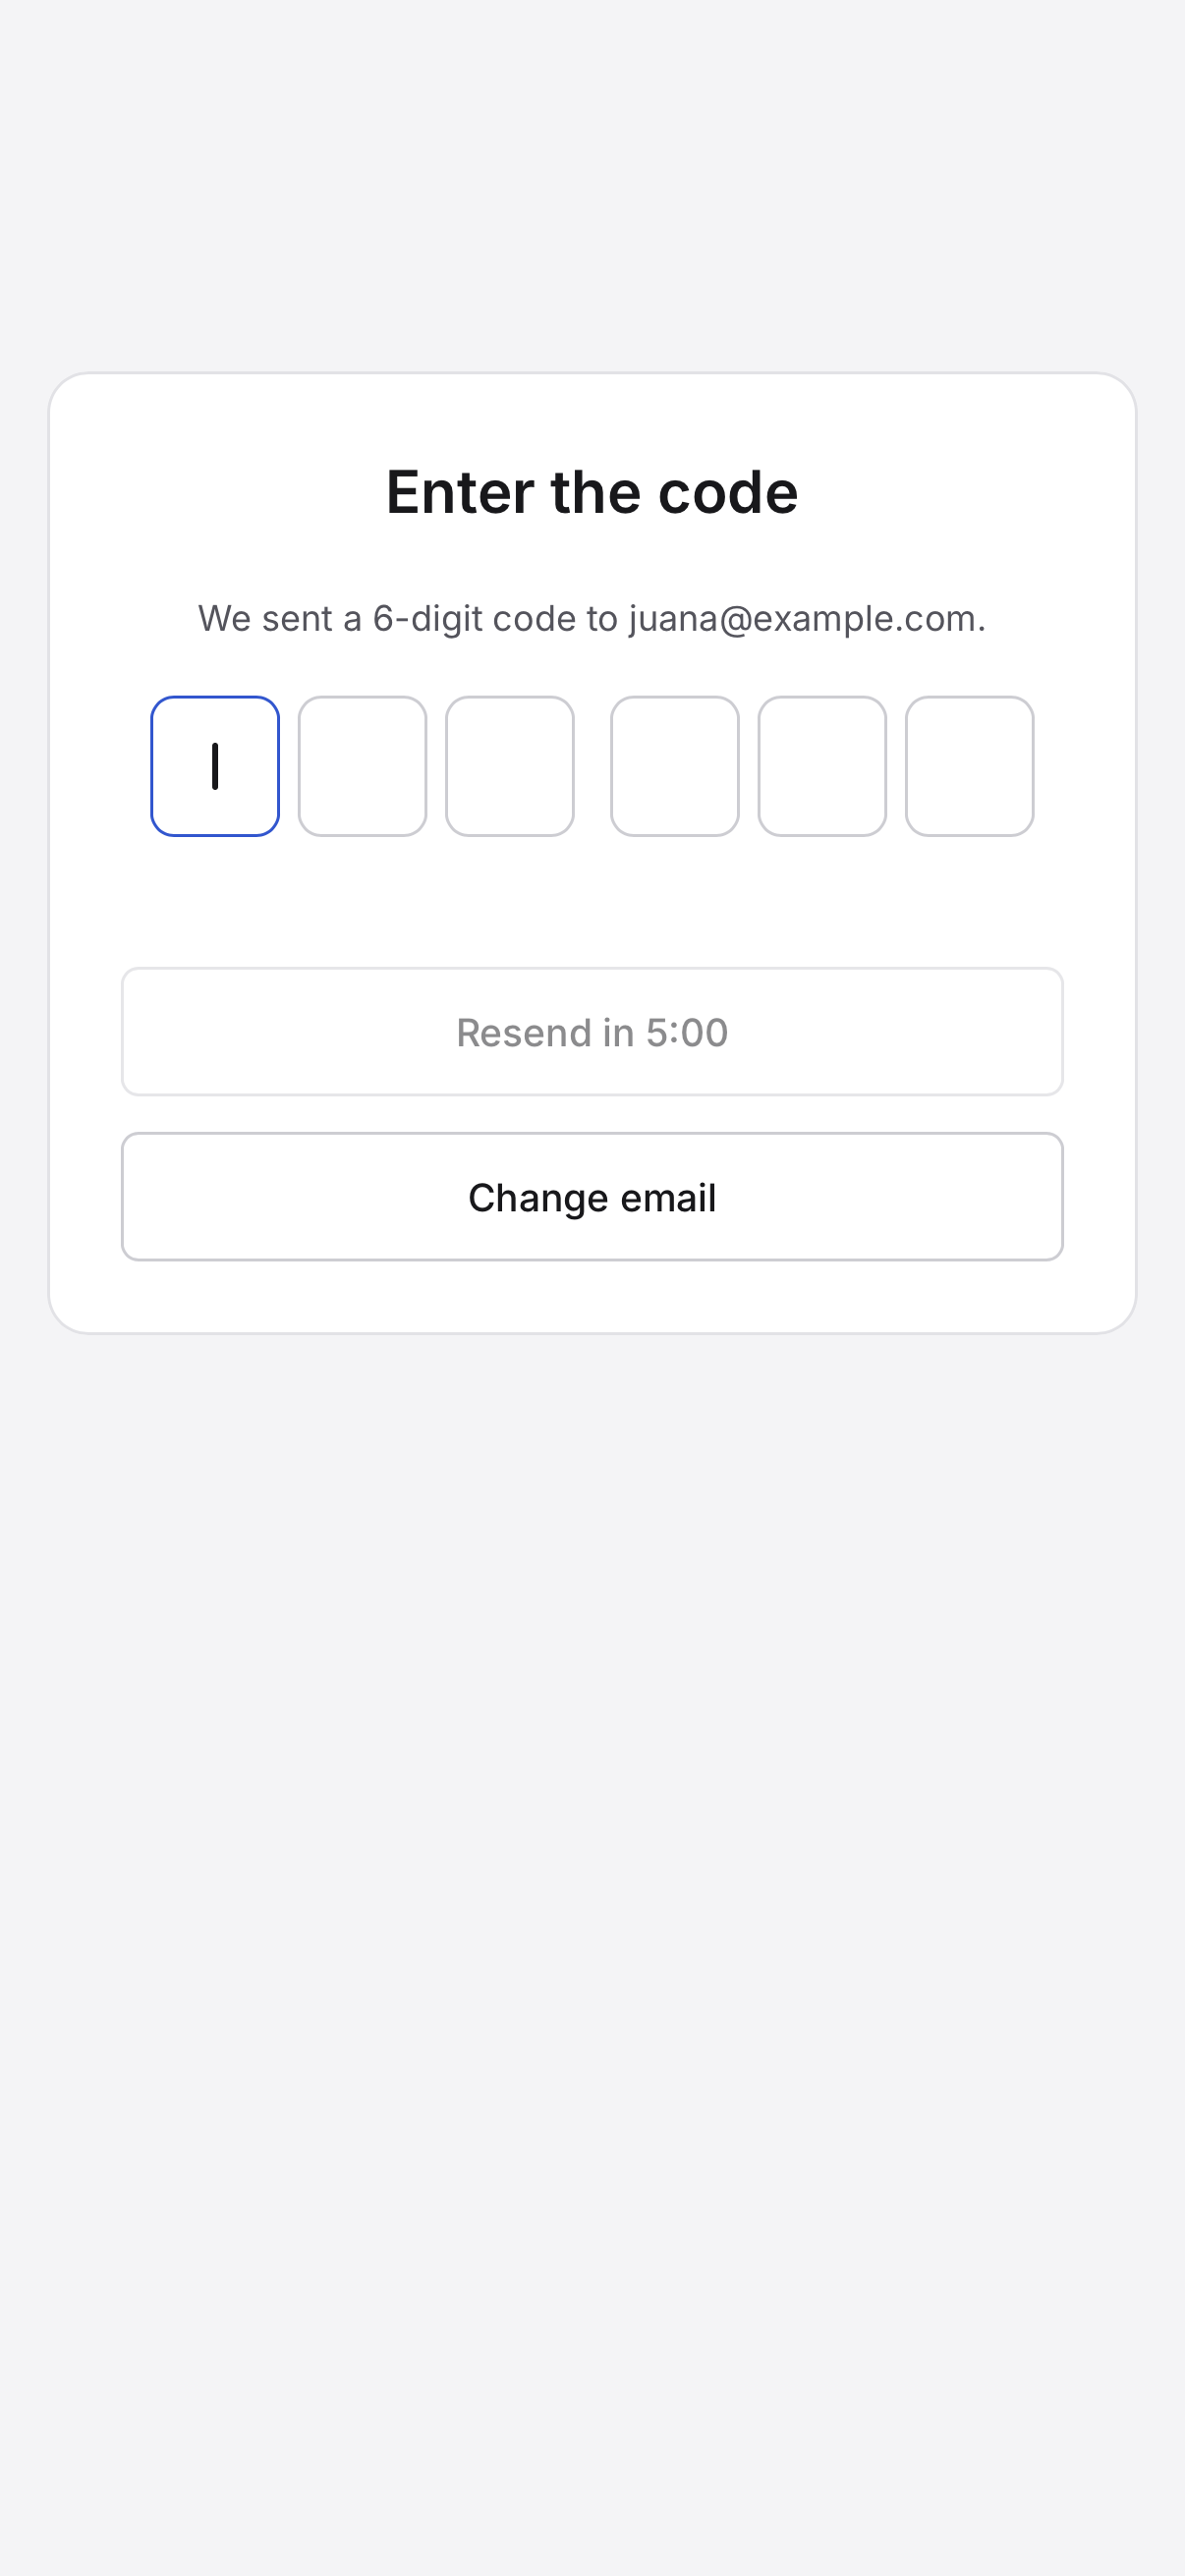 Enter the code
We sent a 6-digit code to juana@example.com.
Resend in 5:00
Change email